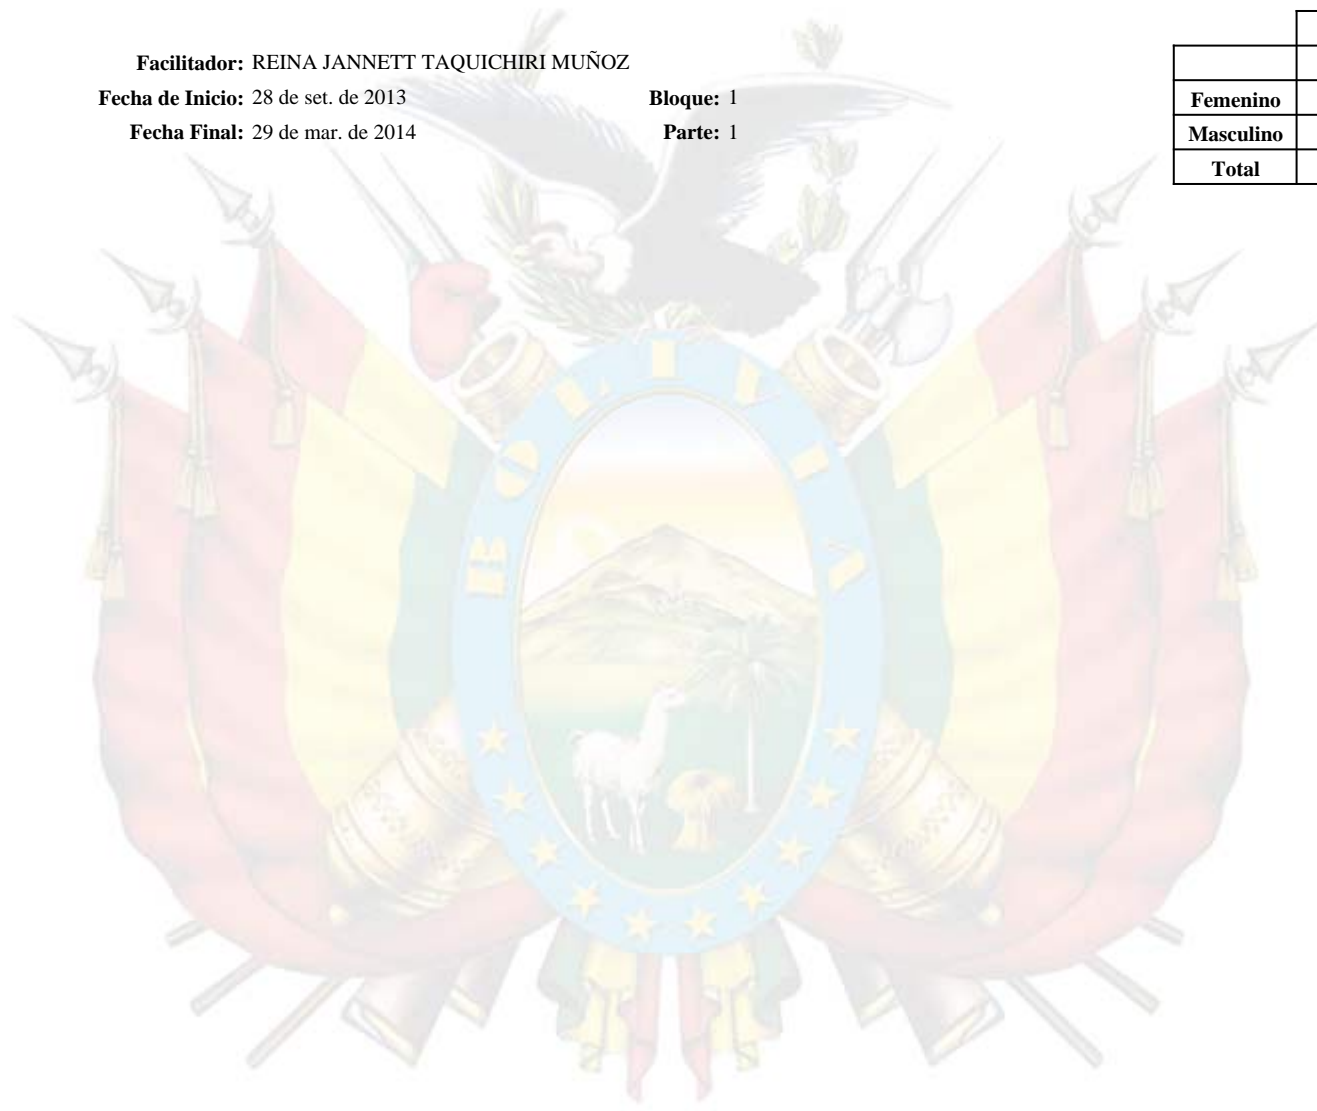 Facilitador: REINA JANNETT TAQUICHIRI MUÑOZ
Fecha de Inicio: 28 de set. de 2013 Bloque: 1
Fecha Final: 29 de mar. de 2014 Parte: 1
Femenino
Masculino
Total
BOLIVIA